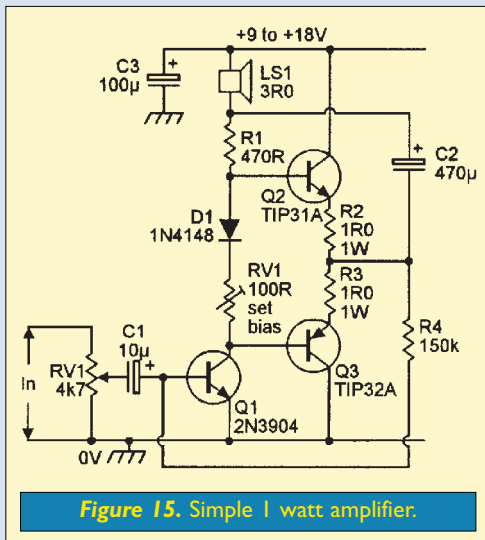 +9 to +18V
C3
100µ
+
LS1
3R0
R1
470R
C2
470µ
+
Q2
TIP31A
D1
1N4148
R2
1R0
1W
RV1
100R
set
bias
R3
1R0
1W
R4
150k
C1
10µ
+
In
RV1
4k7
Q1
2N3904
Q3
TIP32A
0V
Figure 15. Simple 1 watt amplifier.